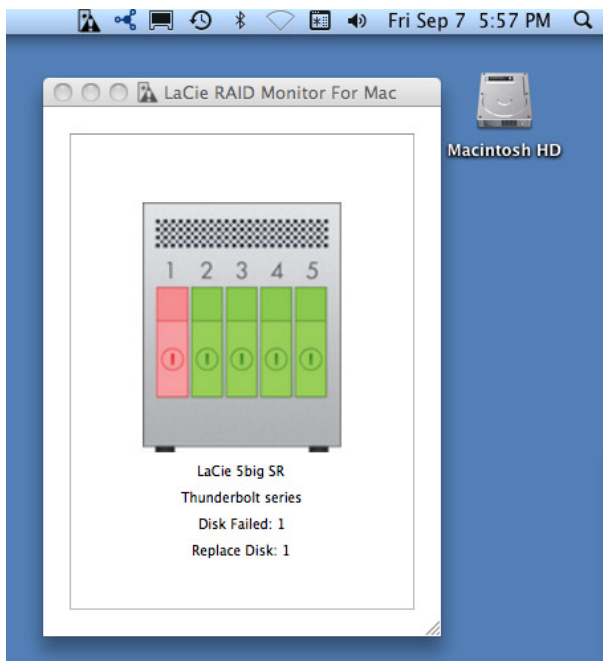 Fri Sep 7 5:57 PM
LaCie RAID Monitor For Mac
Macintosh HD
1 2 3 4 5
LaCie 5big SR
Thunderbolt series
Disk Failed: 1
Replace Disk: 1